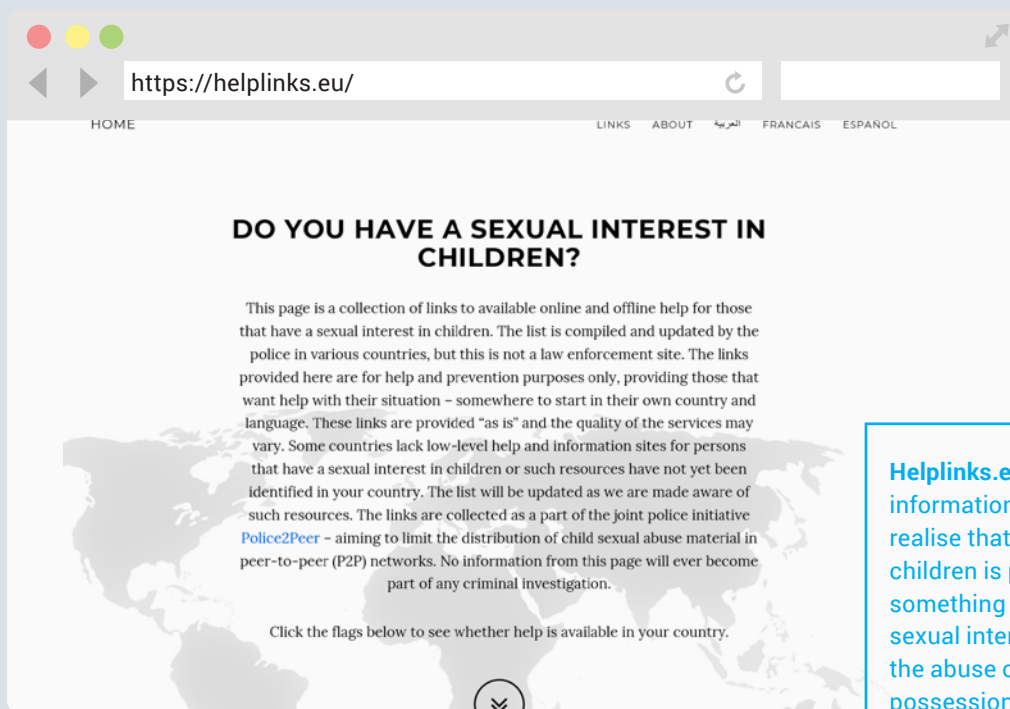 https://helplinks.eu/
HOME
LINKS ABOUT العربية FRANCAIS ESPAÑOL
DO YOU HAVE A SEXUAL INTEREST IN
CHILDREN?
This page is a collection of links to available online and offline help for those
that have a sexual interest in children. The list is compiled and updated by the
police in various countries, but this is not a law enforcement site. The links
provided here are for help and prevention purposes only, providing those that
want help with their situation – somewhere to start in their own country and
language. These links are provided “as is” and the quality of the services may
vary. Some countries lack low-level help and information sites for persons
that have a sexual interest in children or such resources have not yet been
identified in your country. The list will be updated as we are made aware of
such resources. The links are collected as a part of the joint police initiative
Police2Peer – aiming to limit the distribution of child sexual abuse material in
peer-to-peer (P2P) networks. No information from this page will ever become
part of any criminal investigation.
Click the flags below to see whether help is available in your country.
Helplinks.e
information
realise that
children is
something
sexual inter
the abuse
possession